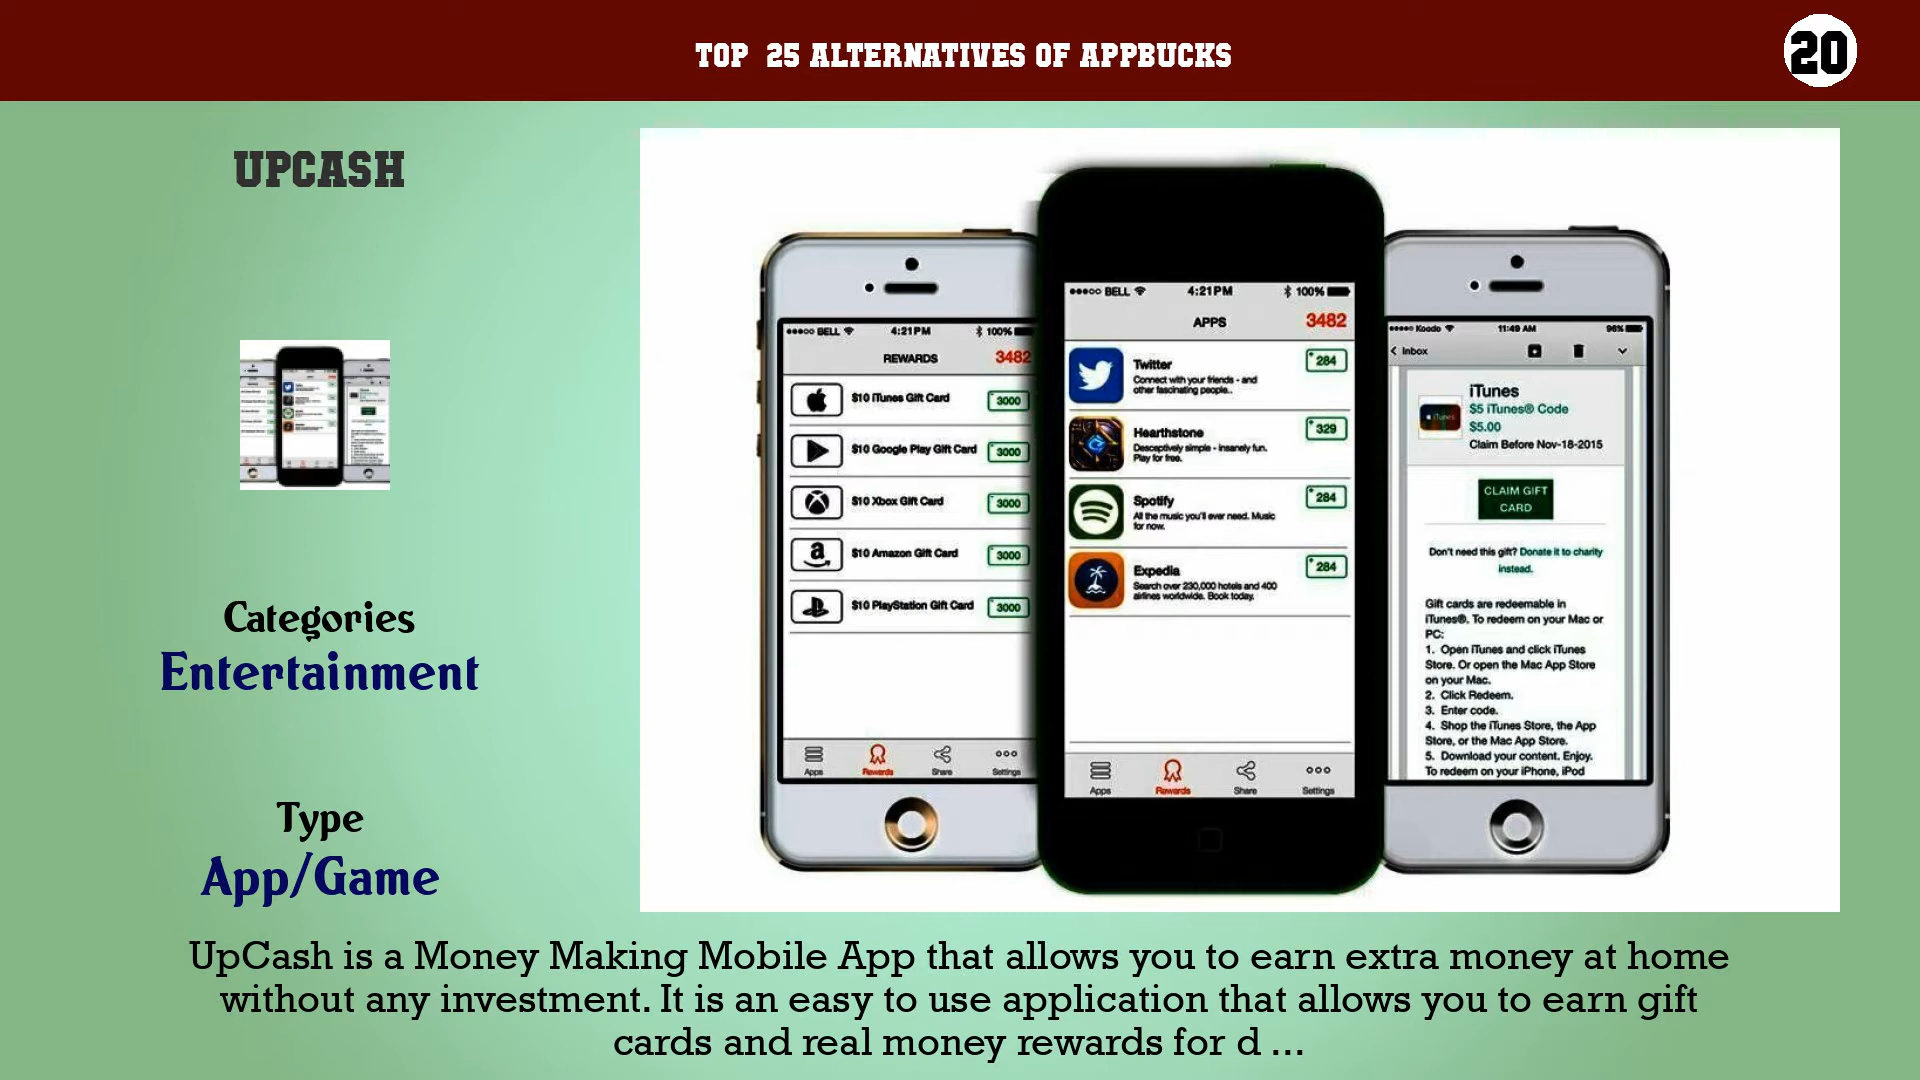 TOP 25 ALTERNATIVES OF APPBUCKS
20
UPCASH
Categories
Entertainment
Type
App/Game
BELL 4:21PM 100%
REWARDS 3482
$10 iTunes Gift Card 3000
$10 Google Play Gift Card 3000
$10 Xbox Gift Card 3000
$10 Amazon Gift Card 3000
$10 PlayStation Gift Card 3000
Apps Rewards Share Settings
BELL 4:21PM 100%
APPS 3482
Twitter
Connect with your friends - and
other fascinating people..
+284
Hearthstone
Desceptively simple - insanely fun.
Play for free.
+329
Spotify
All the music you'll ever need. Music
for now.
+284
Expedia
Search over 230,000 hotels and 400
airlines worldwide. Book today.
+284
Apps Rewards Share Settings
Koodo 11:49 AM 96%
< Inbox
iTunes
iTunes
$5 iTunes® Code
$5.00
Claim Before Nov-18-2015
CLAIM GIFT
CARD
Don't need this gift? Donate it to charity
instead.
Gift cards are redeemable in
iTunes®. To redeem on your Mac or
PC:
1. Open iTunes and click iTunes
Store. Or open the Mac App Store
on your Mac.
2. Click Redeem.
3. Enter code.
4. Shop the iTunes Store, the App
Store, or the Mac App Store.
5. Download your content. Enjoy.
To redeem on your iPhone, iPod
UpCash is a Money Making Mobile App that allows you to earn extra money at home
without any investment. It is an easy to use application that allows you to earn gift
cards and real money rewards for d ...